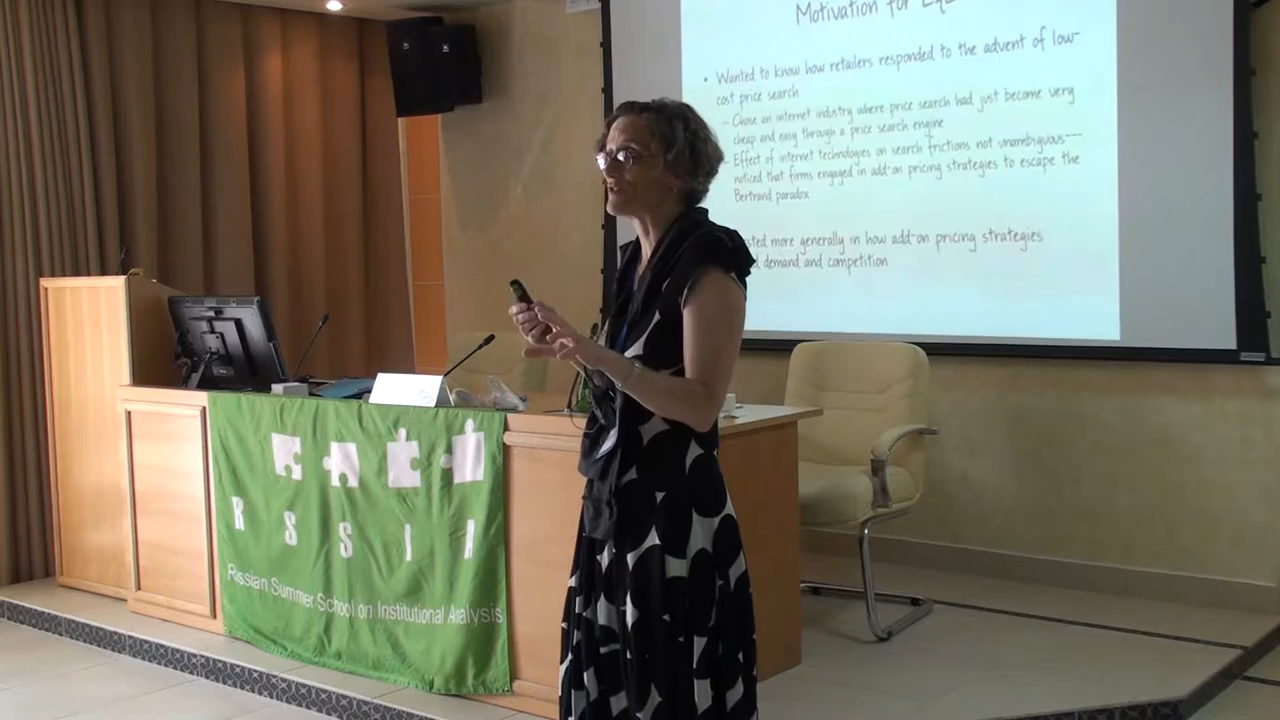 Motivation for
• Wanted to know how retailers responded to the advent of low-
cost price search
– Chose an internet industry where price search had just become very
cheap and easy through a price search engine
– Effect of internet technologies on search frictions not unambiguous---
noticed that firms engaged in add-on pricing strategies to escape the
Bertrand paradox
more generally in how add-on pricing strategies
demand and competition
R S S I A
Russian Summer School on Institutional Analysis